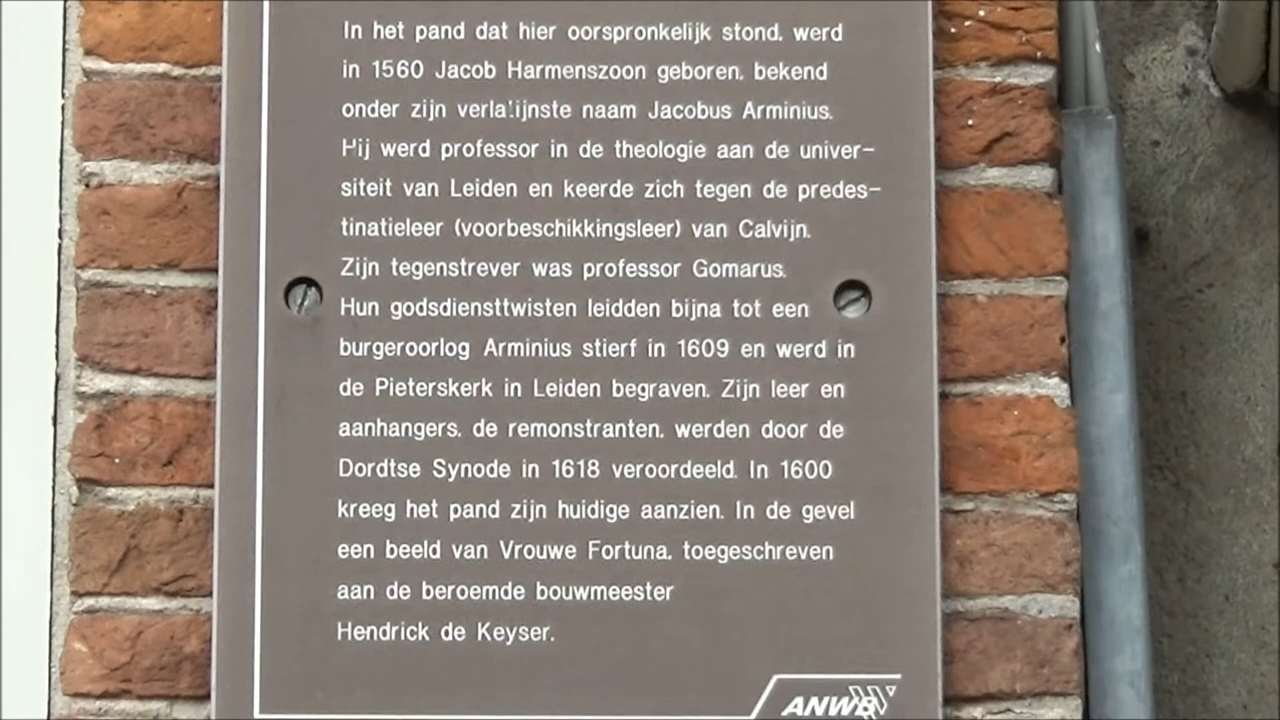 In het pand dat hier oorspronkelijk stond, werd
in 1560 Jacob Harmenszoon geboren, bekend
onder zijn verlatijnste naam Jacobus Arminius.
Hij werd professor in de theologie aan de univer-
siteit van Leiden en keerde zich tegen de predes-
tinatieleer (voorbeschikkingsleer) van Calvijn.
Zijn tegenstrever was professor Gomarus.
Hun godsdiensttwisten leidden bijna tot een
burgeroorlog Arminius stierf in 1609 en werd in
de Pieterskerk in Leiden begraven. Zijn leer en
aanhangers, de remonstranten, werden door de
Dordtse Synode in 1618 veroordeeld. In 1600
kreeg het pand zijn huidige aanzien. In de gevel
een beeld van Vrouwe Fortuna, toegeschreven
aan de beroemde bouwmeester
Hendrick de Keyser.
ANWB